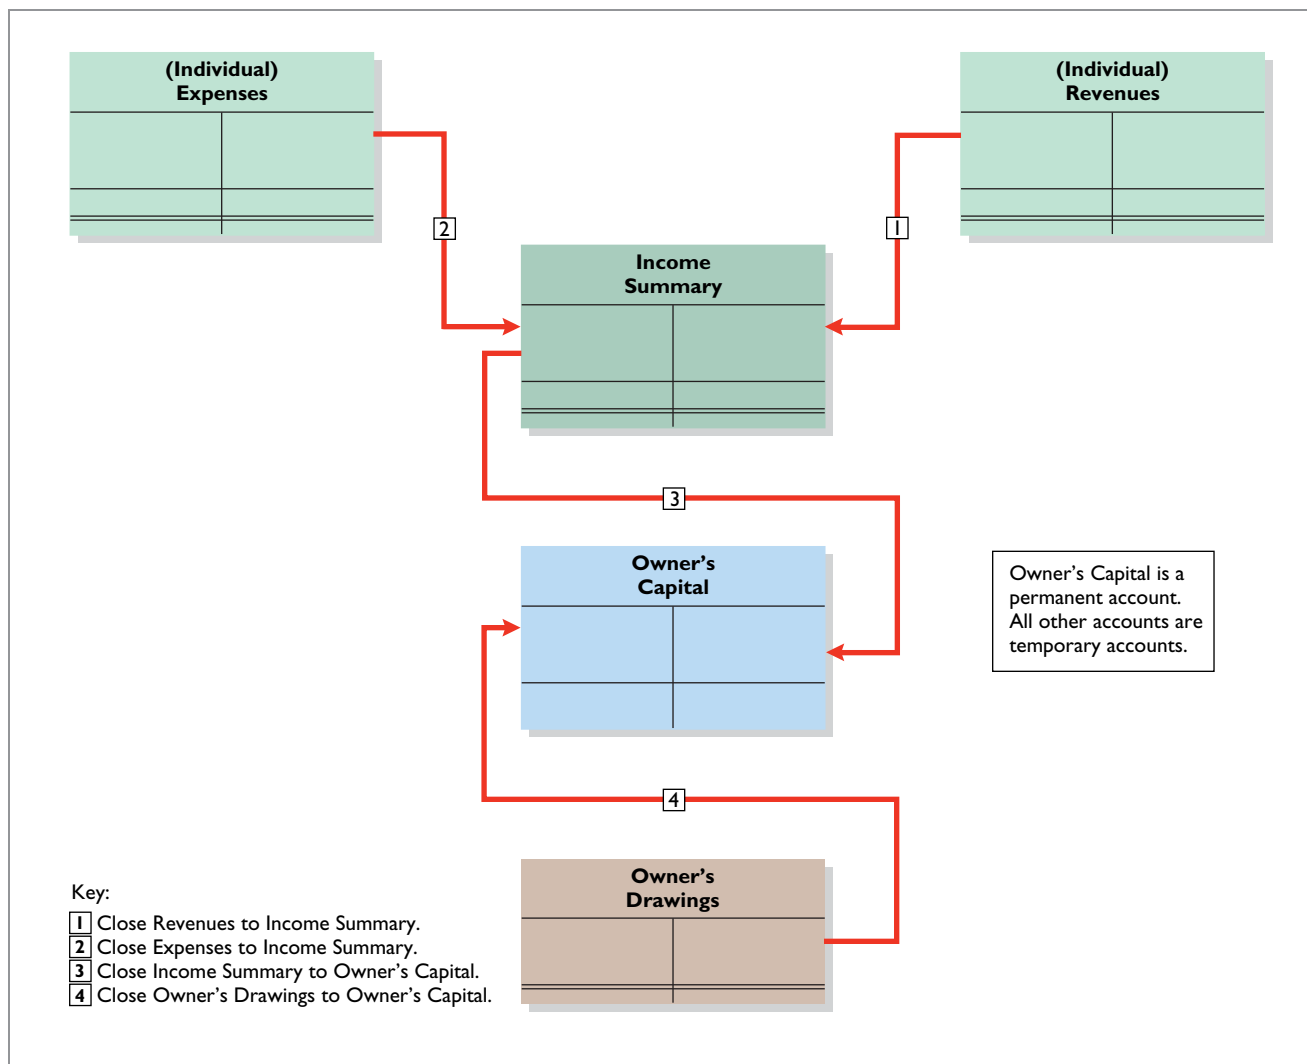 (Individual)
Expenses
(Individual)
Revenues
2
1
Income
Summary
3
Owner's
Capital
Owner's Capital is a
permanent account.
All other accounts are
temporary accounts.
4
Owner's
Drawings
Key:
1 Close Revenues to Income Summary.
2 Close Expenses to Income Summary.
3 Close Income Summary to Owner's Capital.
4 Close Owner's Drawings to Owner's Capital.